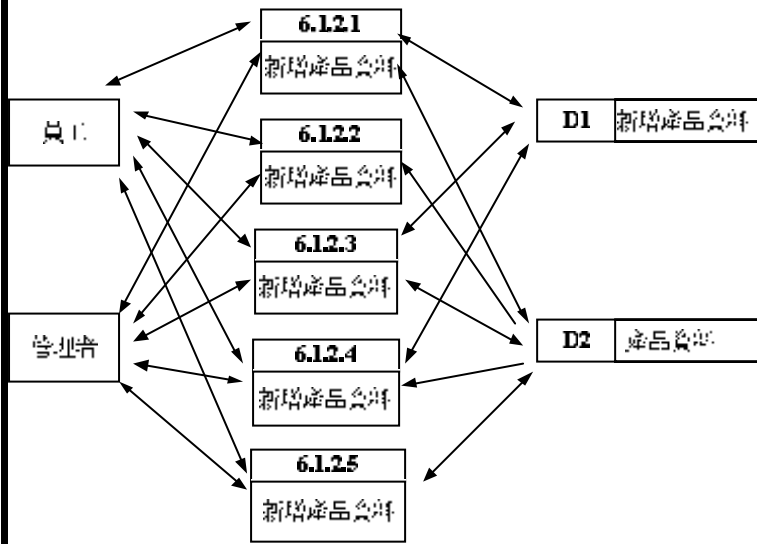 6.1.2.1
新增產品資料
員工
6.1.2.2
新增產品資料
D1 新增產品資料
6.1.2.3
新增產品資料
管理者
6.1.2.4
新增產品資料
D2 產品資料
6.1.2.5
新增產品資料